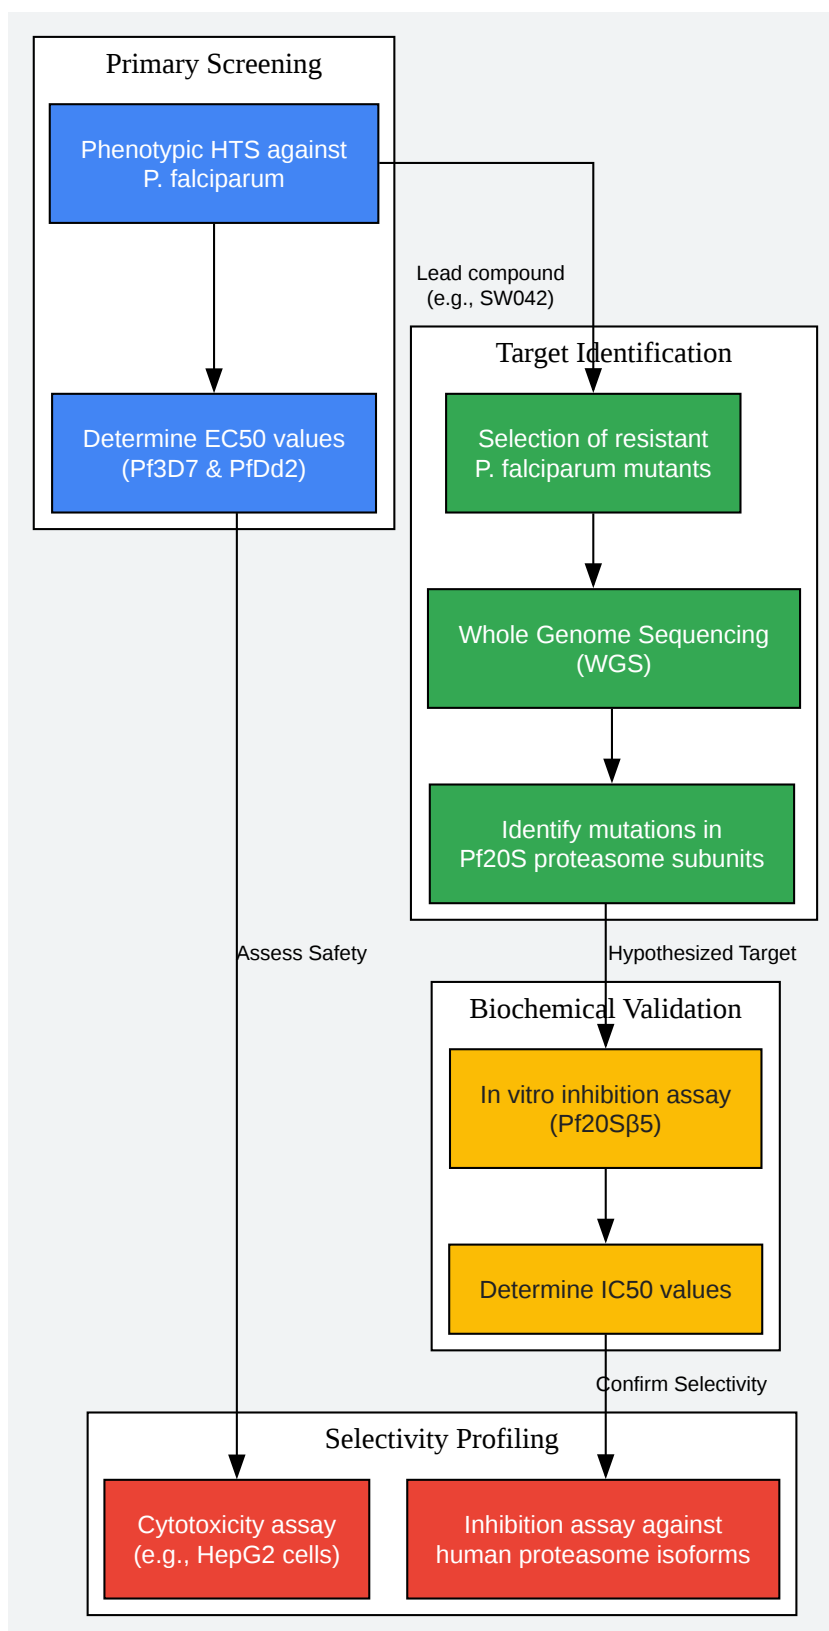 Primary Screening
Phenotypic HTS against
P. falciparum
Lead compound
(e.g., SW042)
Target Identification
Determine EC50 values
(Pf3D7 & PfDd2)
Selection of resistant
P. falciparum mutants
Whole Genome Sequencing
(WGS)
Identify mutations in
Pf20S proteasome subunits
Assess Safety
Hypothesized Target
Biochemical Validation
In vitro inhibition assay
(Pf20Sβ5)
Determine IC50 values
Confirm Selectivity
Selectivity Profiling
Cytotoxicity assay
(e.g., HepG2 cells)
Inhibition assay against
human proteasome isoforms